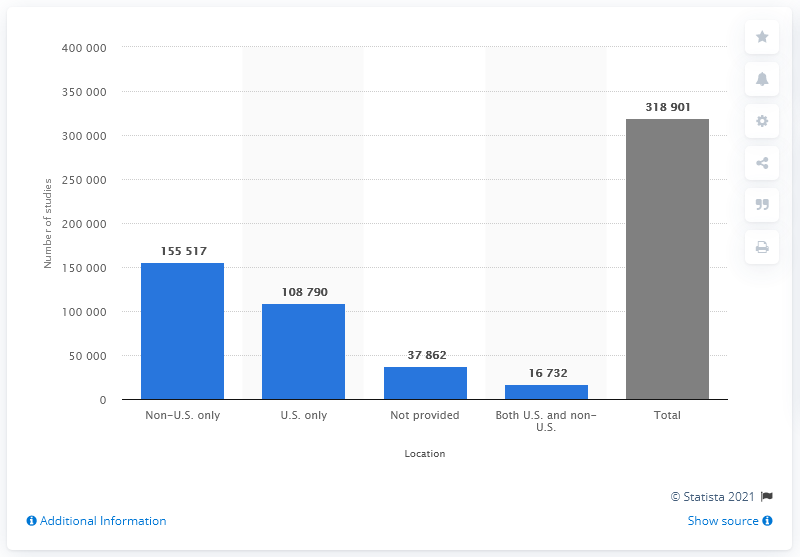 400 000
350 000
300 000
250 000
200 000
150 000
100 000
50 000
0
Number of studies
155 517
108 790
37 862
16 732
318 901
Non-U.S. only
U.S. only
Not provided
Both U.S. and non-
U.S.
Total
Location
© Statista 2021
Additional Information
Show source